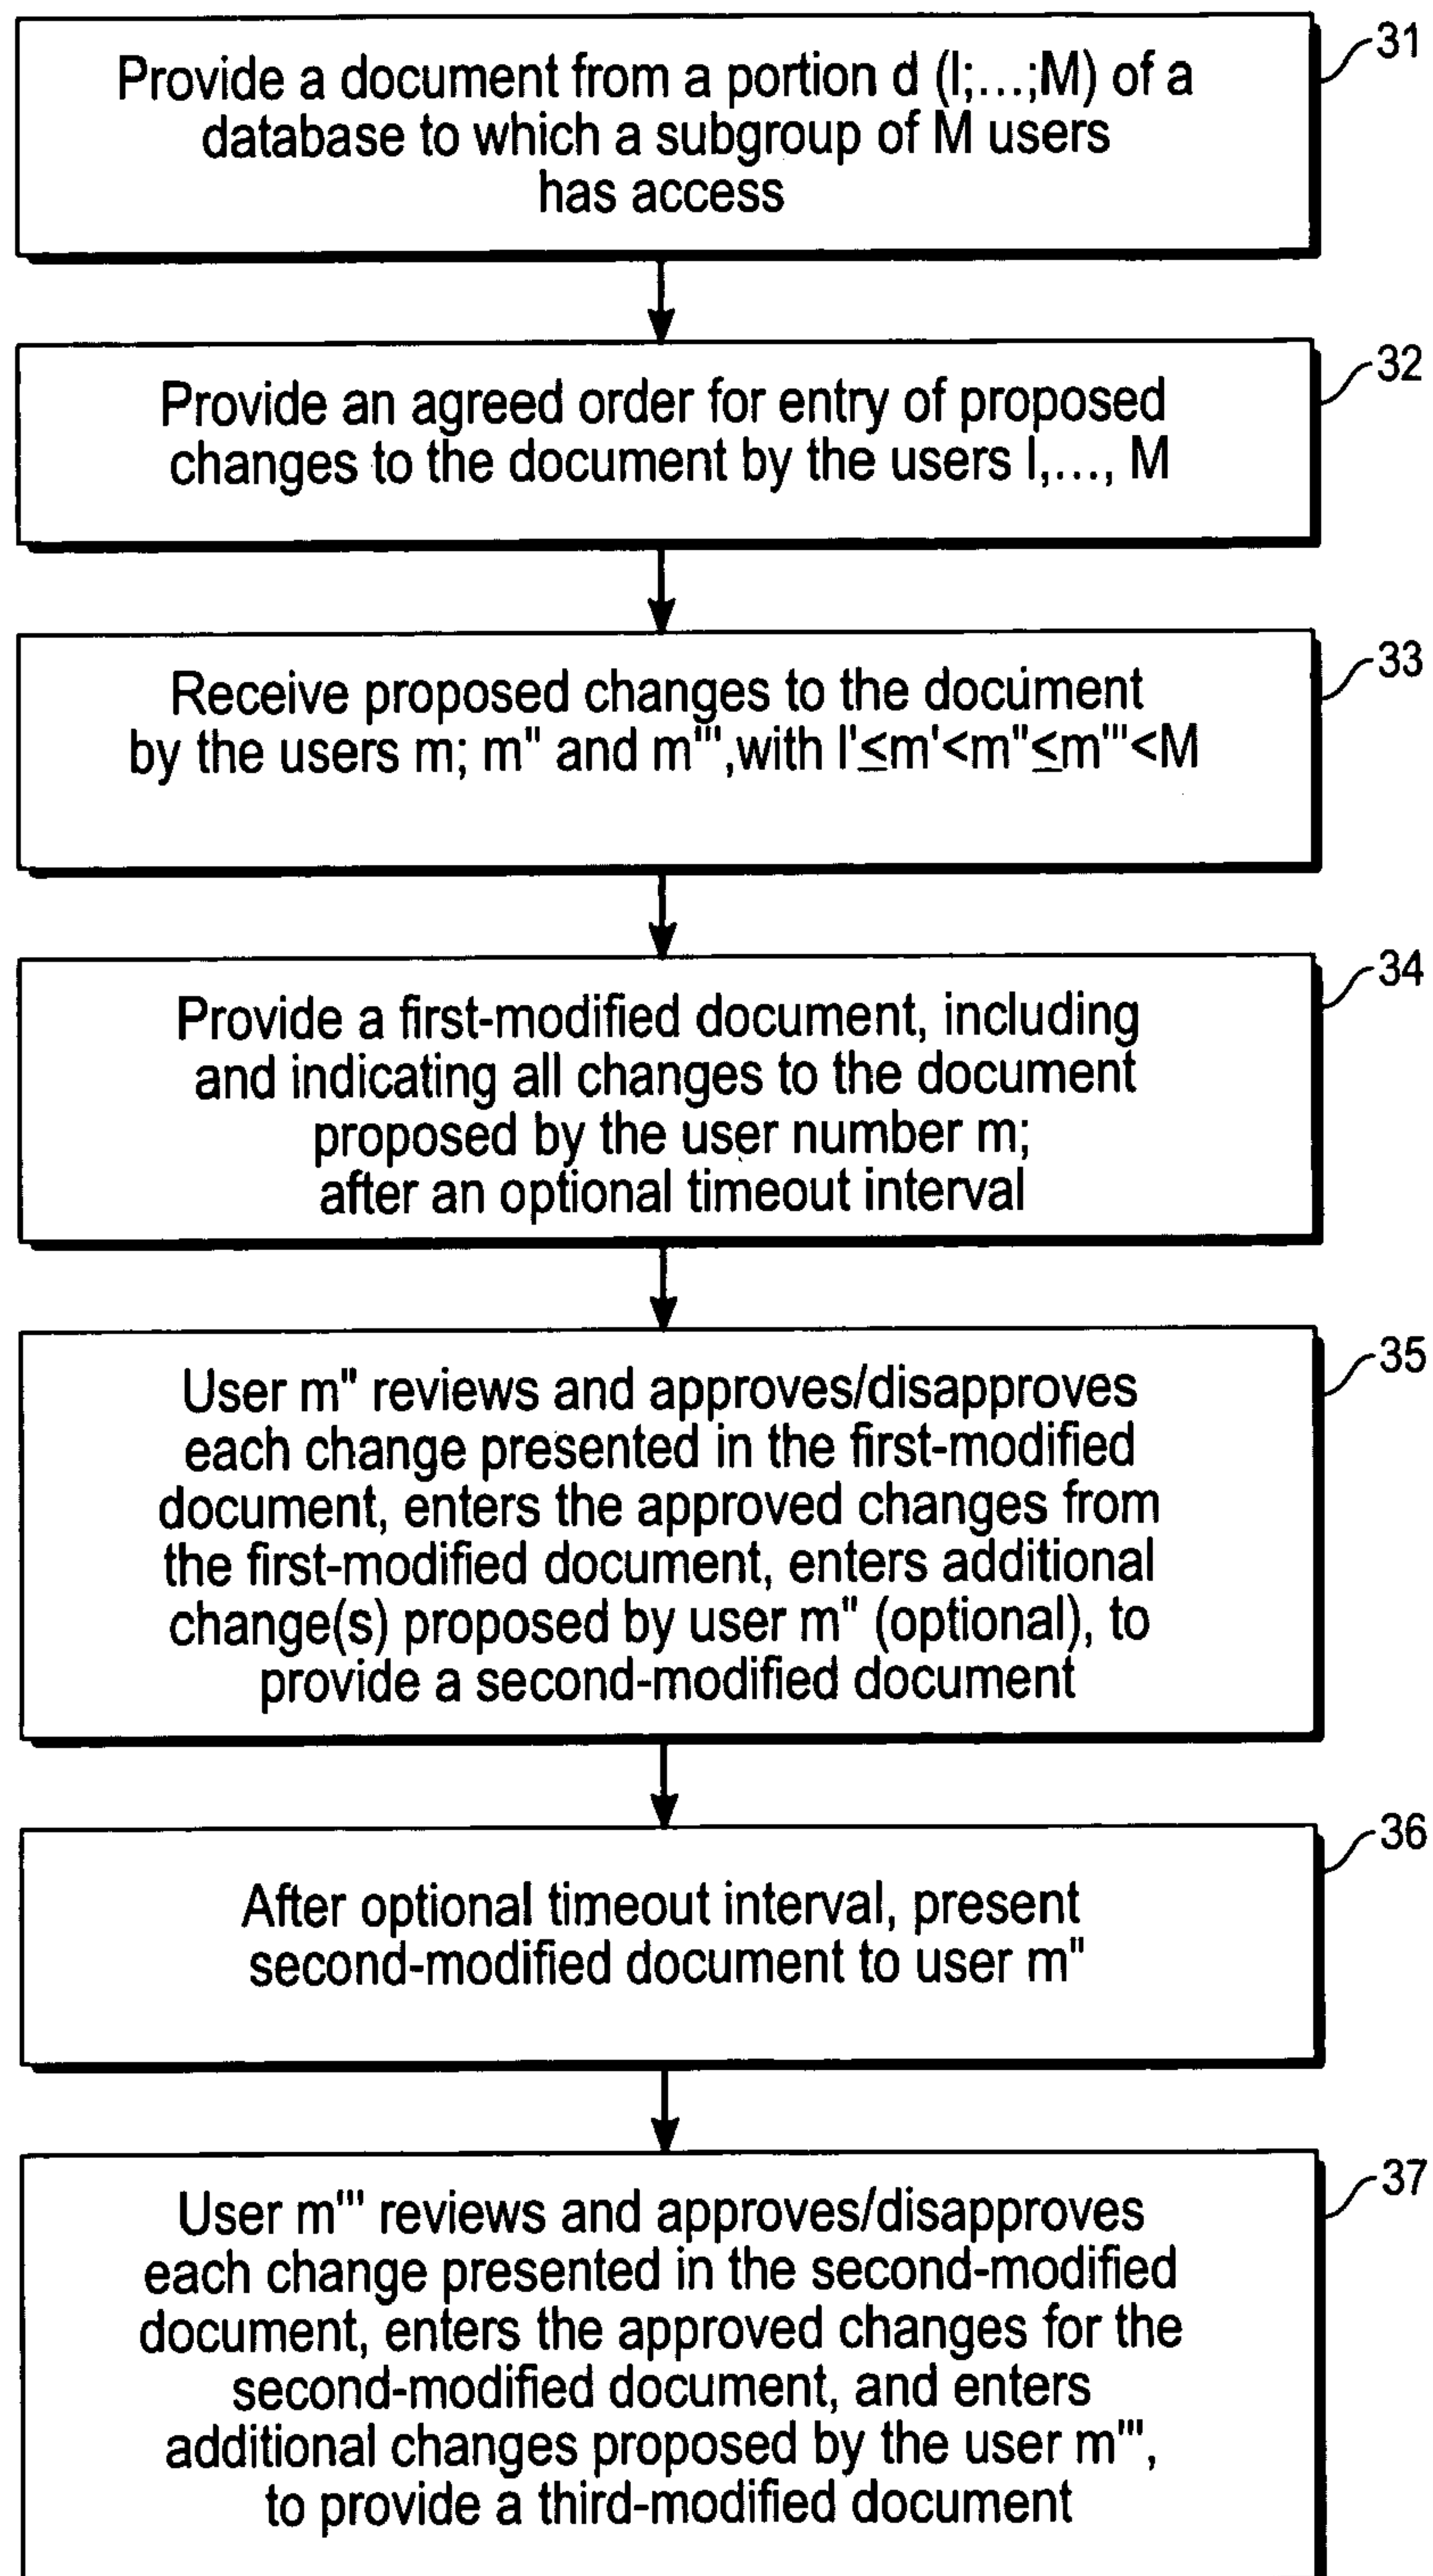 Provide a document from a portion d (l;...;M) of a
database to which a subgroup of M users
has access
31
Provide an agreed order for entry of proposed
changes to the document by the users l,..., M
32
Receive proposed changes to the document
by the users m; m" and m"',with l'≤m'<m"≤m"'<M
33
Provide a first-modified document, including
and indicating all changes to the document
proposed by the user number m;
after an optional timeout interval
34
User m" reviews and approves/disapproves
each change presented in the first-modified
document, enters the approved changes from
the first-modified document, enters additional
change(s) proposed by user m" (optional), to
provide a second-modified document
35
After optional timeout interval, present
second-modified document to user m"
36
User m"' reviews and approves/disapproves
each change presented in the second-modified
document, enters the approved changes for the
second-modified document, and enters
additional changes proposed by the user m"',
to provide a third-modified document
37